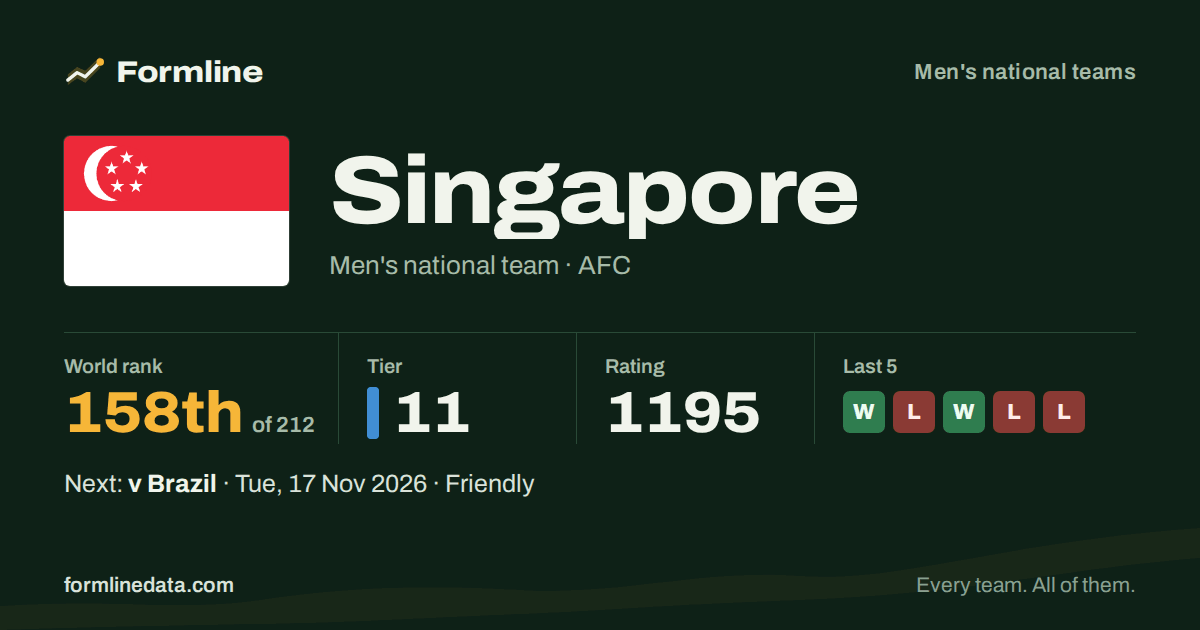 Formline
Men's national teams
Singapore
Men's national team · AFC
World rank
158th of 212
Tier
11
Rating
1195
Last 5
W L W L L
Next: v Brazil · Tue, 17 Nov 2026 · Friendly
formlinedata.com
Every team. All of them.